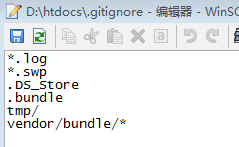 D:\htdocs\.gitignore - 编辑器 - WinSC
*.log
*.swp
.DS_Store
.bundle
tmp/
vendor/bundle/*